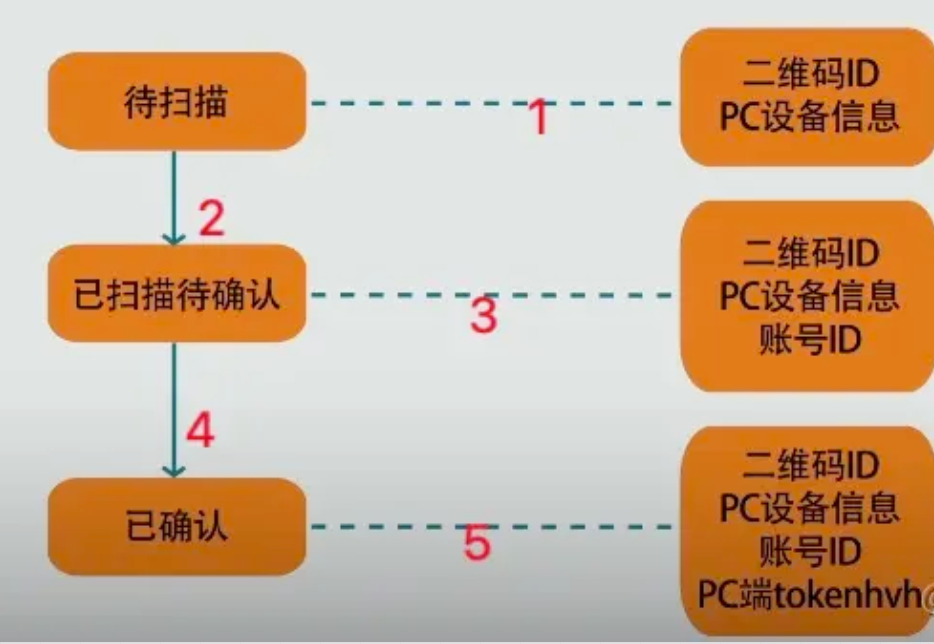 待扫描
1
二维码ID
PC设备信息
2
已扫描待确认
3
二维码ID
PC设备信息
账号ID
4
已确认
5
二维码ID
PC设备信息
账号ID
PC端tokenhvh@